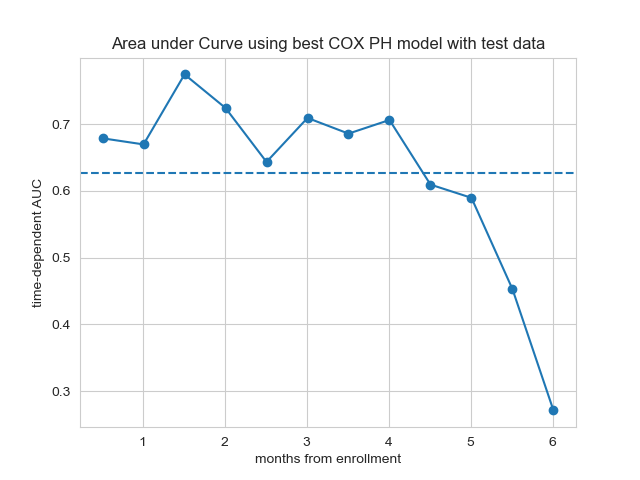 Area under Curve using best COX PH model with test data
time-dependent AUC
0.7
0.6
0.5
0.4
0.3
1 2 3 4 5 6
months from enrollment